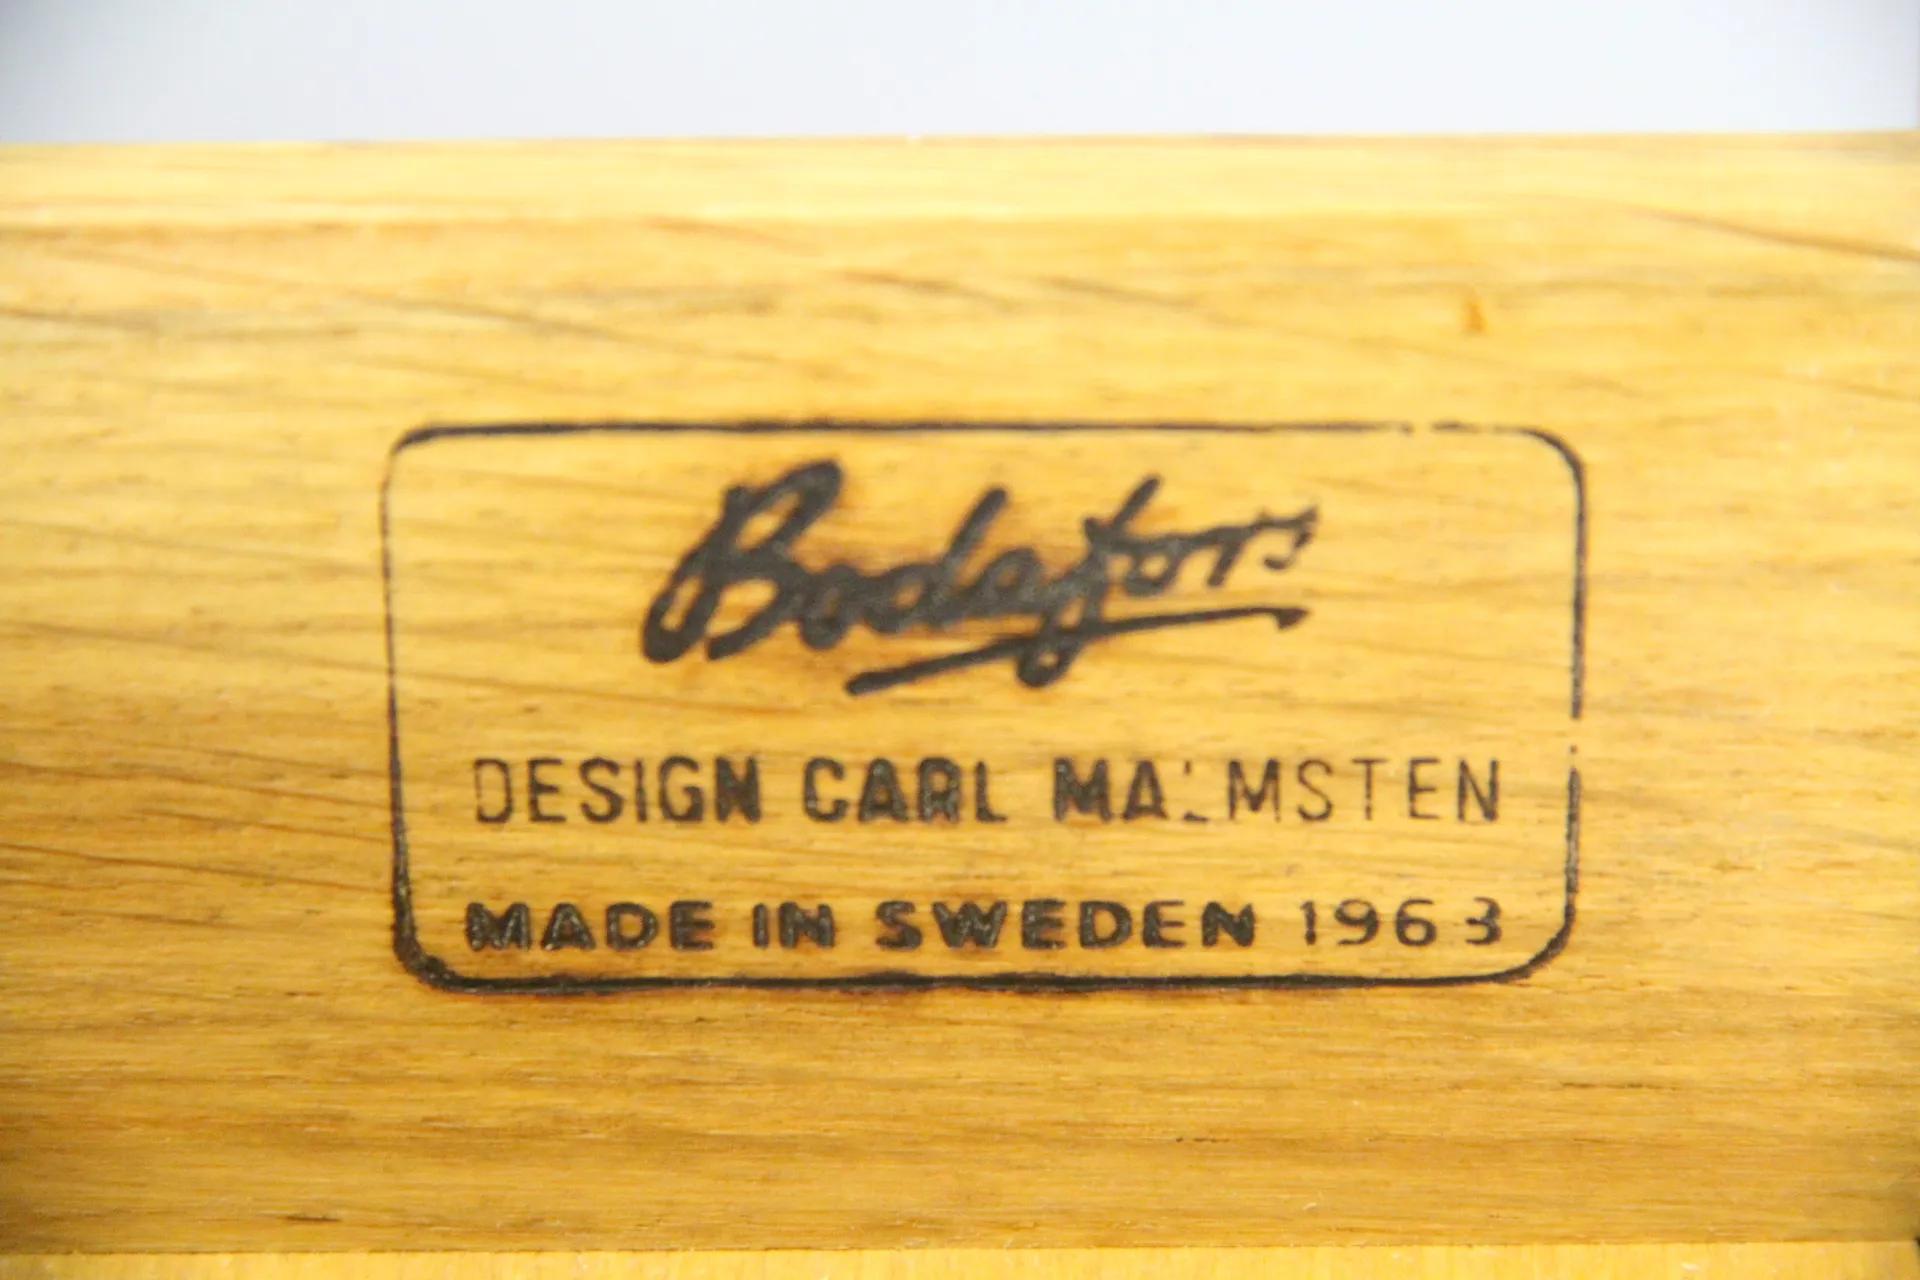 Bodafors
DESIGN CARL MALMSTEN
MADE IN SWEDEN 1963